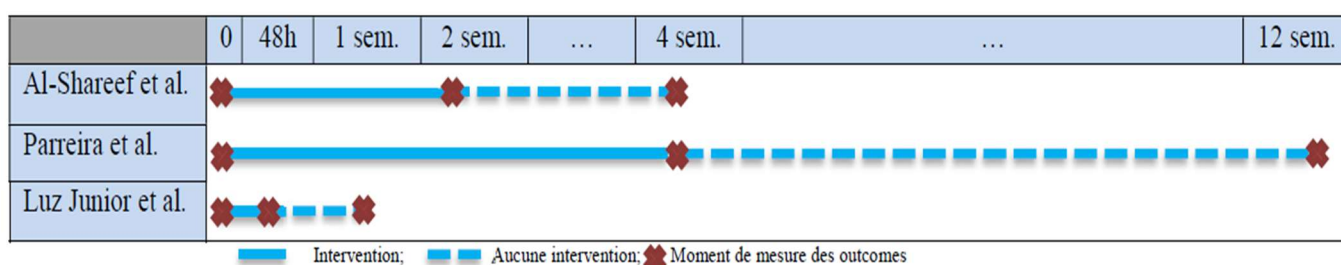 0 48h 1 sem. 2 sem. … 4 sem. … 12 sem.
Al-Shareef et al.
Parreira et al.
Luz Junior et al.
Intervention; Aucune intervention; Moment de mesure des outcomes